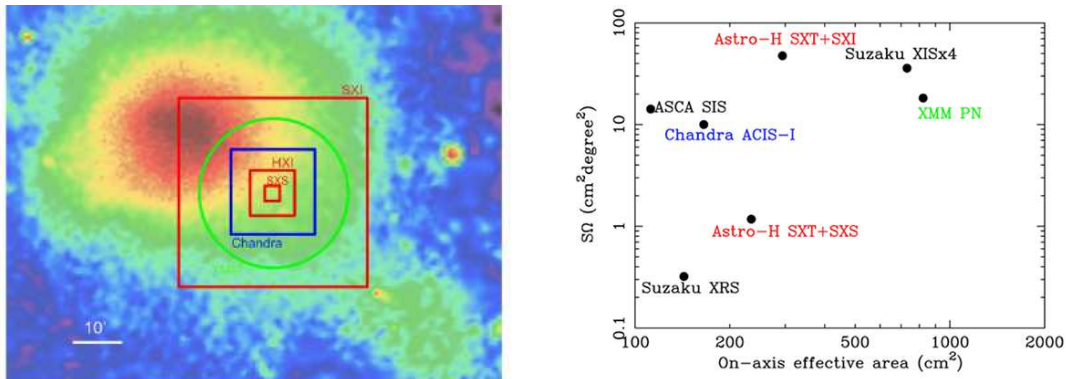 SXI
HXI
SXS
Chandra
10'
100
10
1
0.1
SΩ (cm²degree²)
Astro-H SXT+SXI
Suzaku XISx4
ASCA SIS
XMM PN
Chandra ACIS-I
Astro-H SXT+SXS
Suzaku XRS
100 200 500 1000 2000
On-axis effective area (cm²)